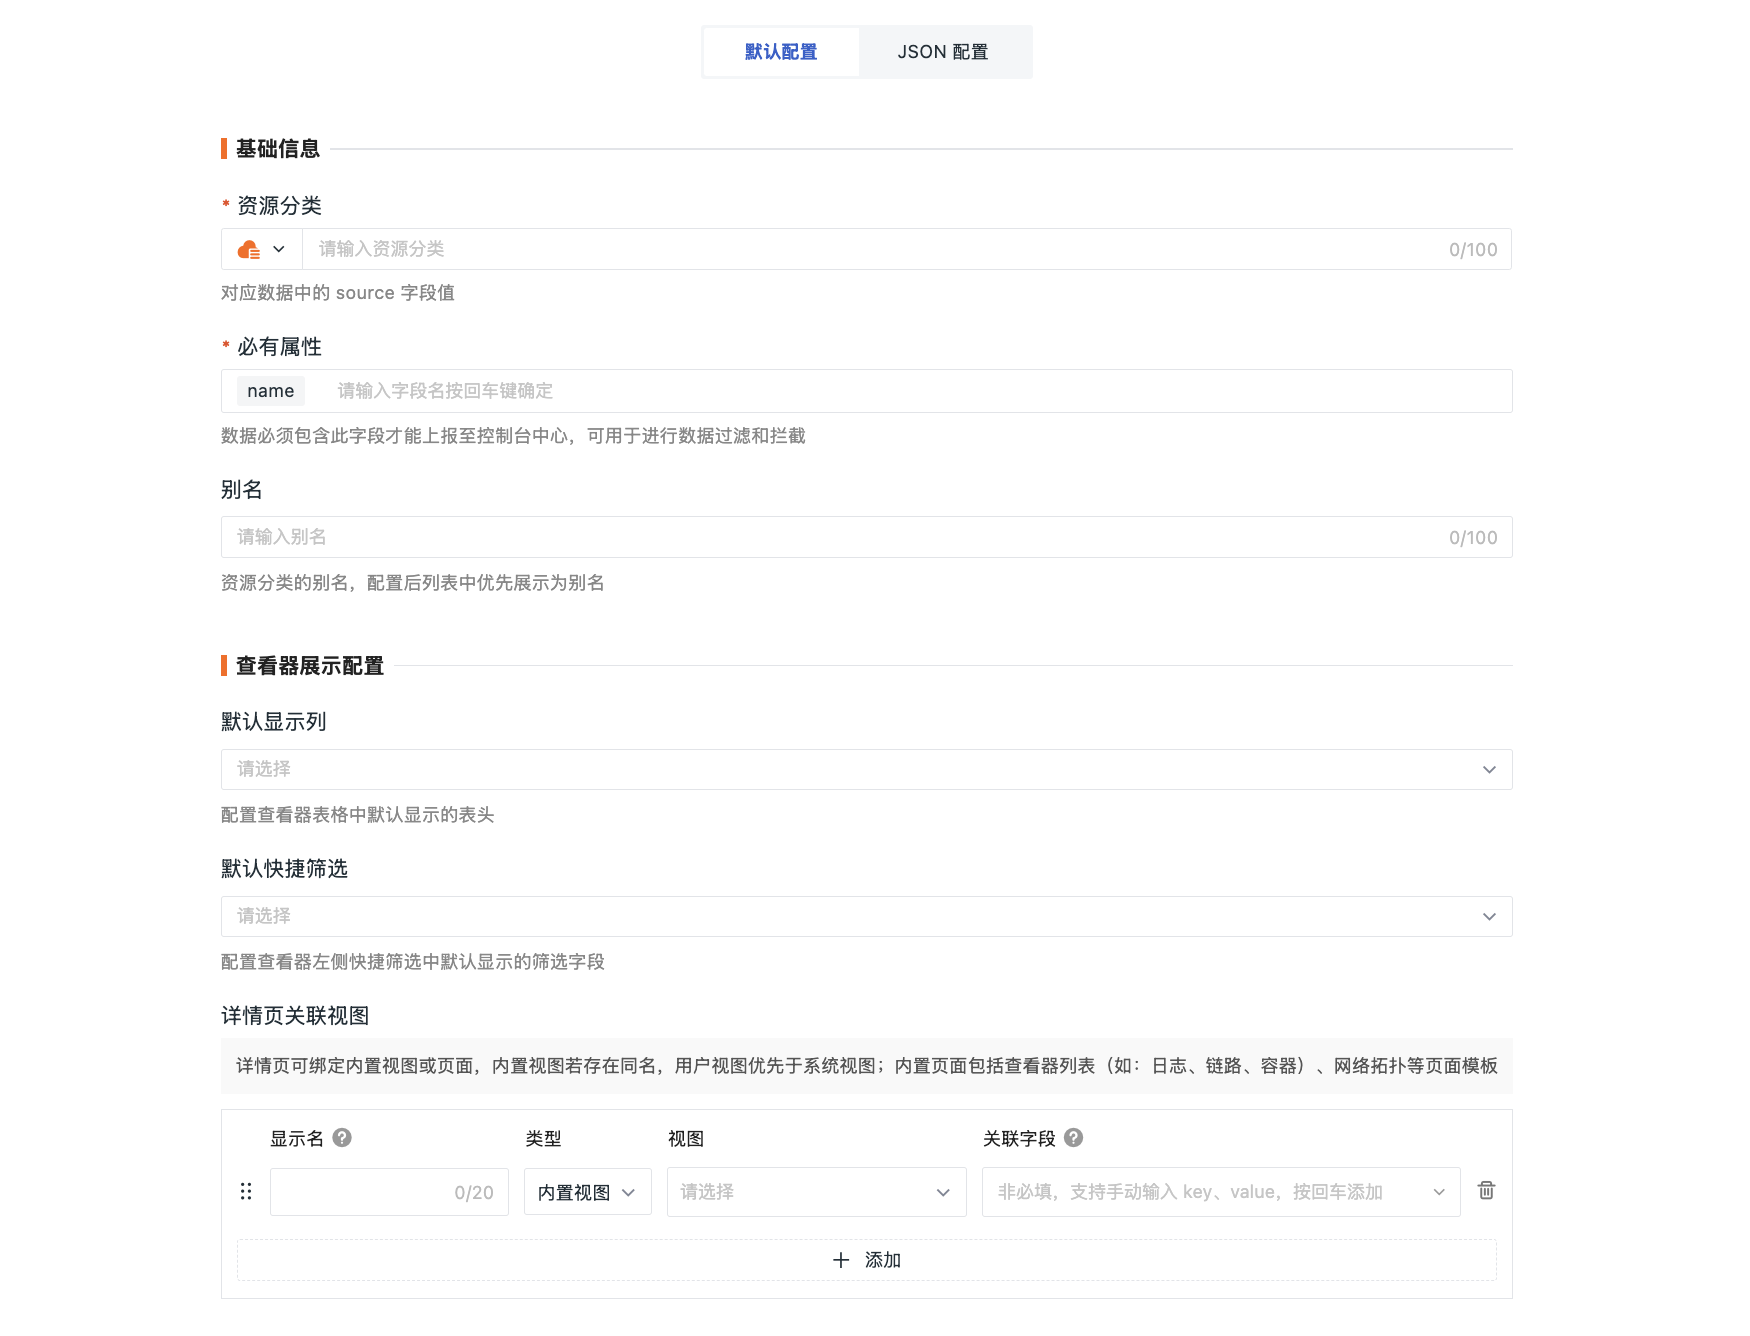 默认配置 JSON 配置
基础信息
* 资源分类
请输入资源分类 0/100
对应数据中的 source 字段值
* 必有属性
name 请输入字段名按回车键确定
数据必须包含此字段才能上报至控制台中心，可用于进行数据过滤和拦截
别名
请输入别名 0/100
资源分类的别名，配置后列表中优先展示为别名
查看器展示配置
默认显示列
请选择
配置查看器表格中默认显示的表头
默认快捷筛选
请选择
配置查看器左侧快捷筛选中默认显示的筛选字段
详情页关联视图
详情页可绑定内置视图或页面，内置视图若存在同名，用户视图优先于系统视图；内置页面包括查看器列表（如：日志、链路、容器）、网络拓扑等页面模板
显示名 ? 类型 视图 关联字段 ?
0/20 内置视图 请选择 非必填，支持手动输入 key、value，按回车添加
+ 添加